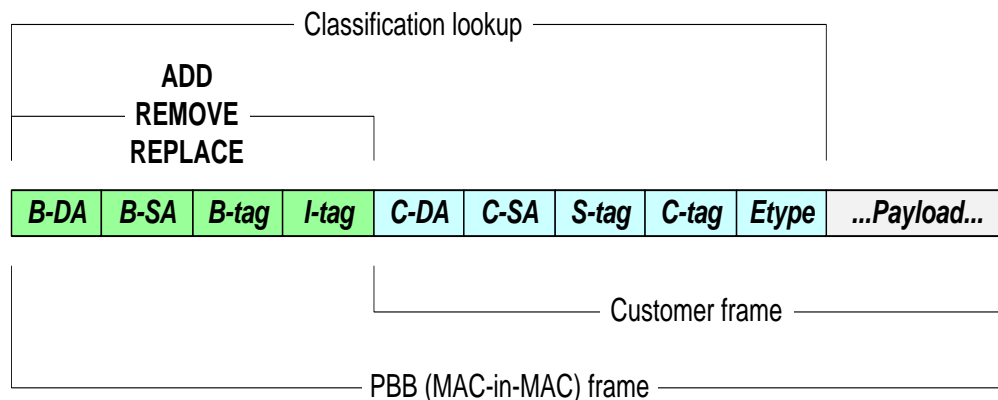 Classification lookup
ADD
REMOVE
REPLACE
B-DA B-SA B-tag I-tag C-DA C-SA S-tag C-tag Etype ...Payload...
Customer frame
PBB (MAC-in-MAC) frame